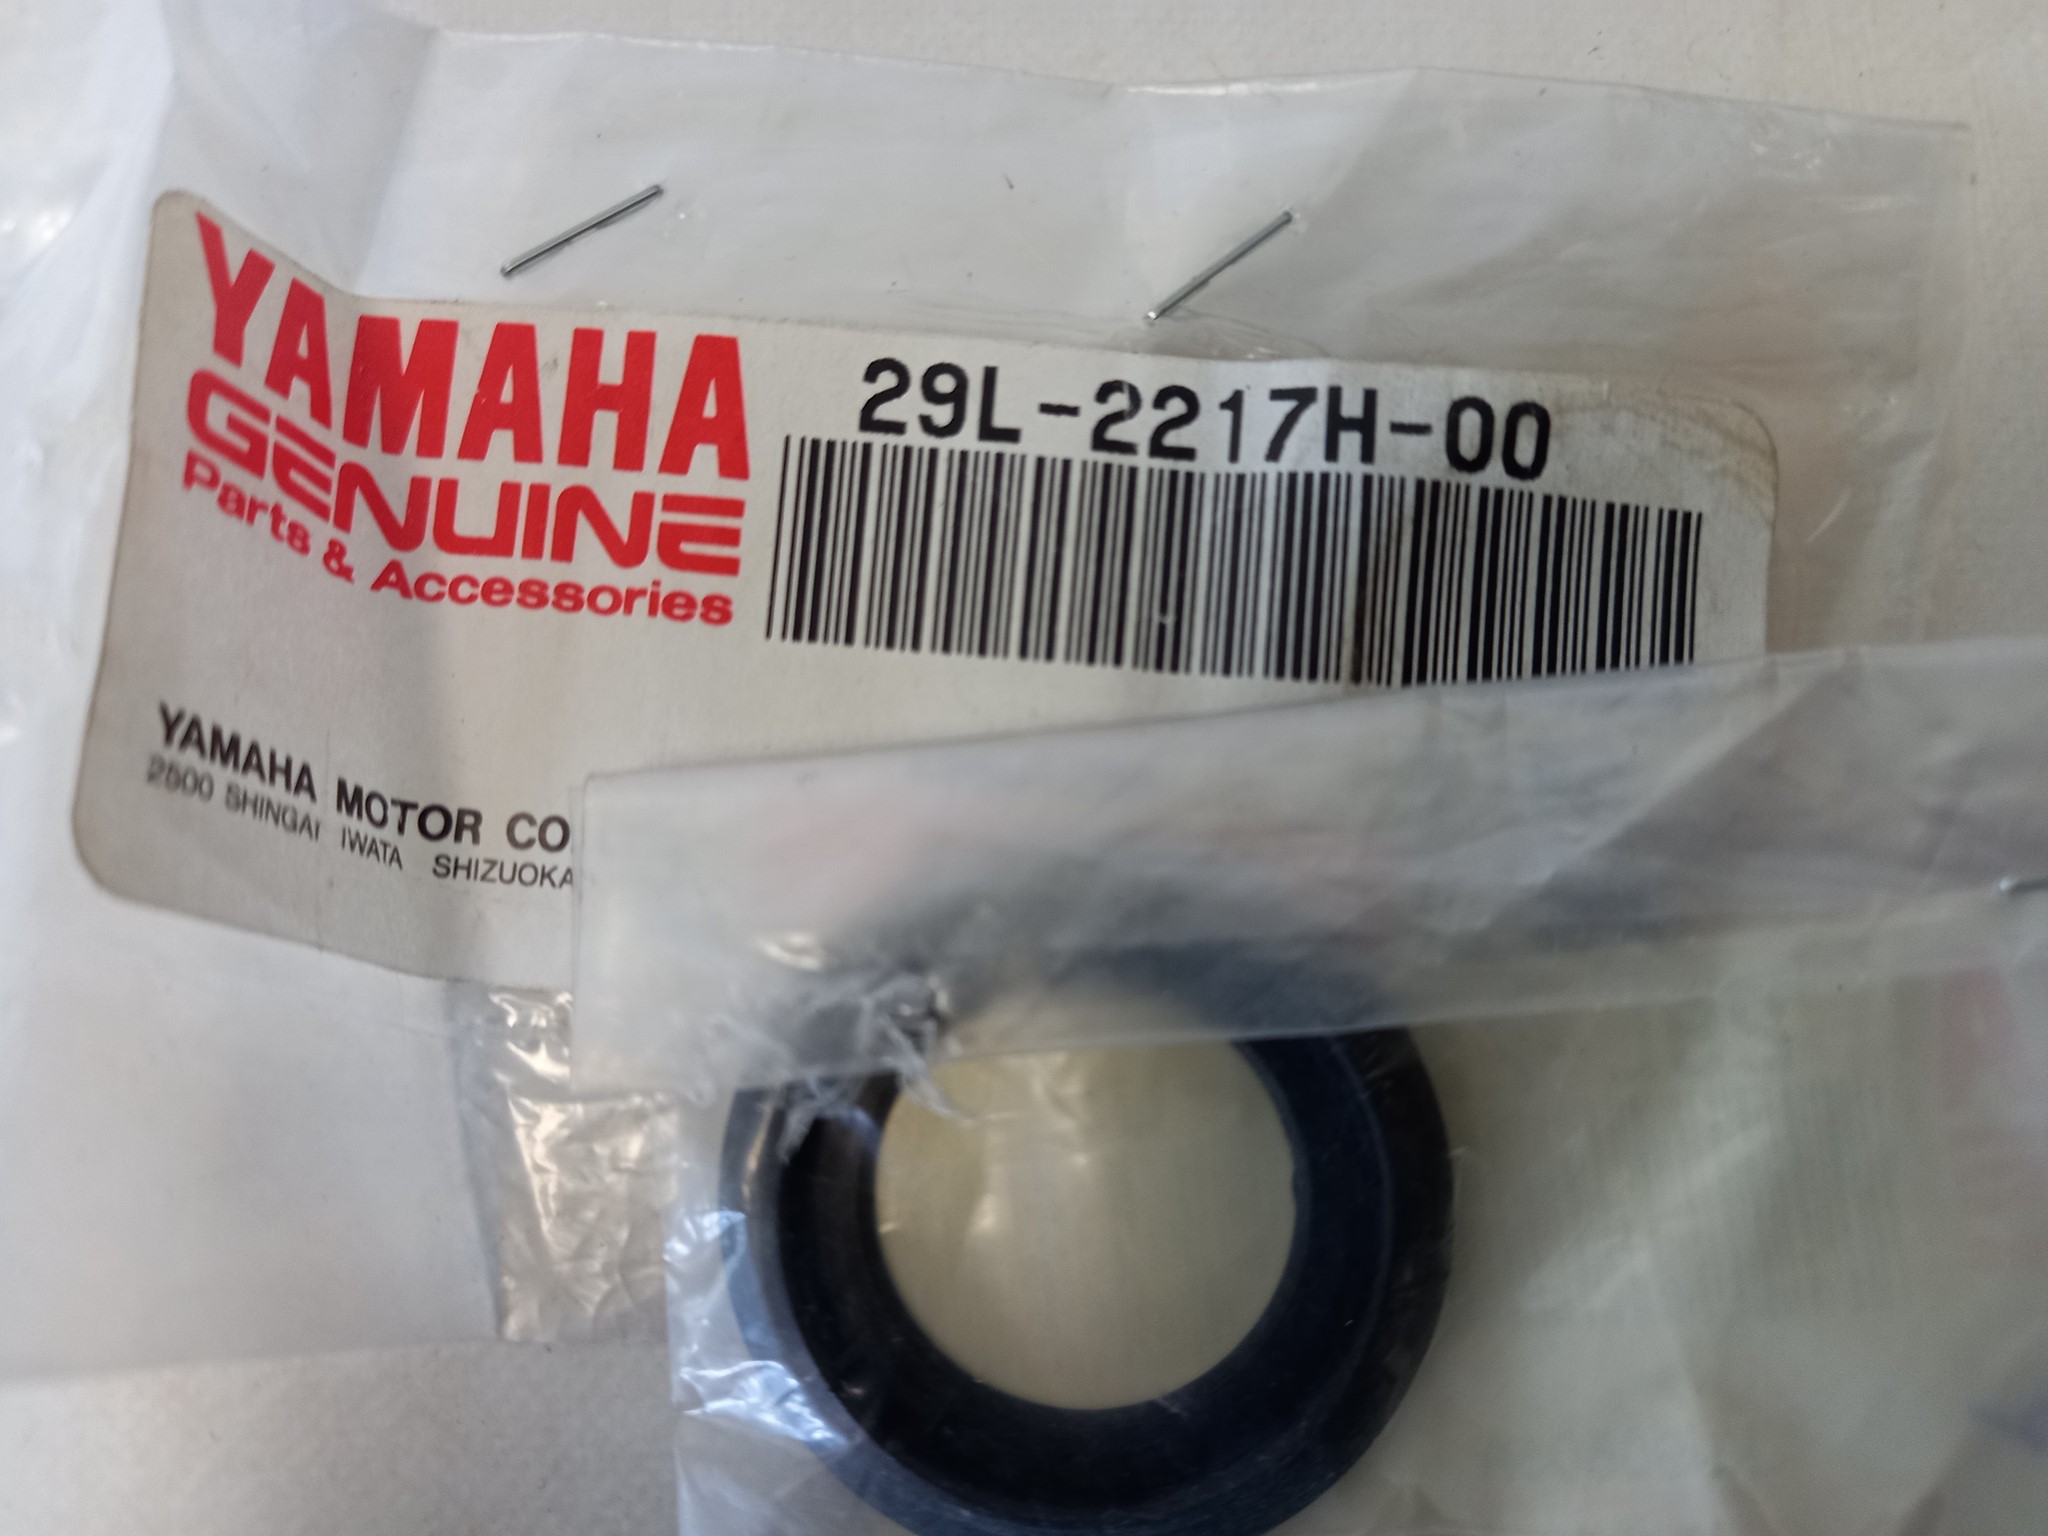 YAMAHA
GENUINE
Parts & Accessories
29L-2217H-00
YAMAHA MOTOR CO
2500 SHINGAI IWATA SHIZUOKA